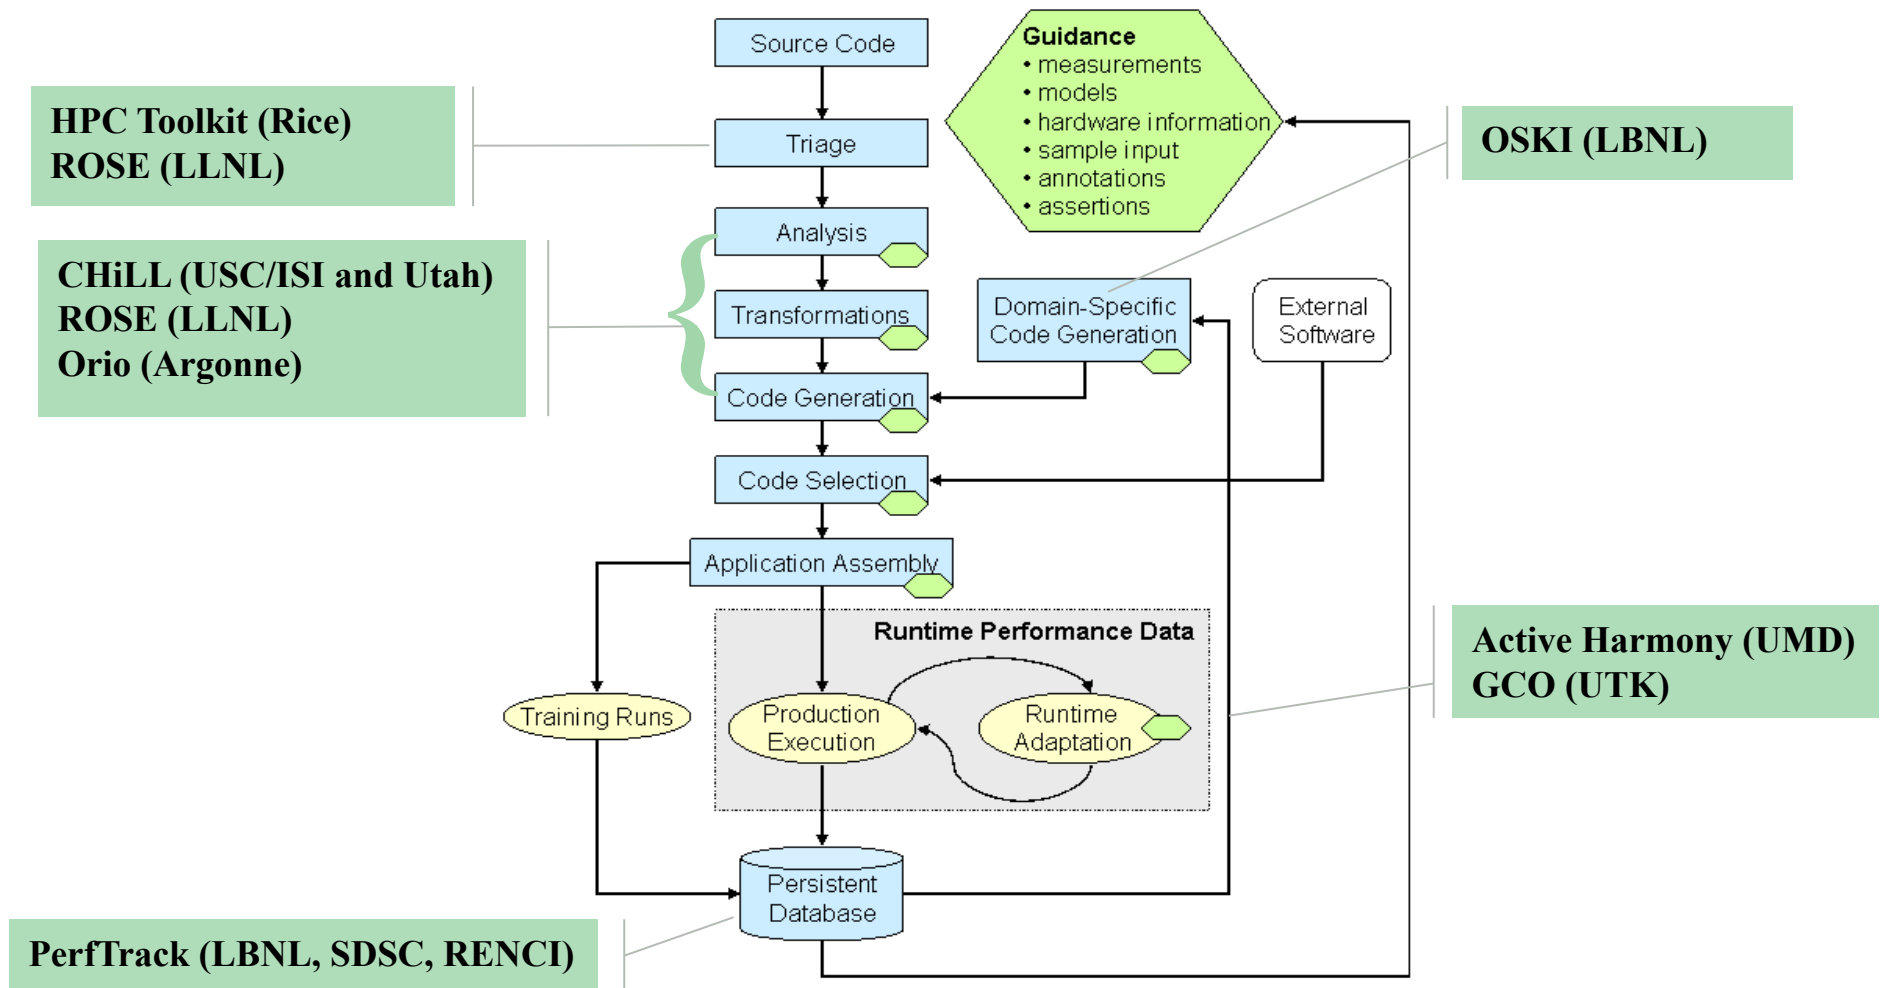 Source Code
Guidance
• measurements
• models
• hardware information
• sample input
• annotations
• assertions
HPC Toolkit (Rice)
ROSE (LLNL)
Triage
OSKI (LBNL)
Analysis
CHiLL (USC/ISI and Utah)
ROSE (LLNL)
Orio (Argonne)
Transformations
Domain-Specific
Code Generation
External
Software
Code Generation
Code Selection
Application Assembly
Runtime Performance Data
Active Harmony (UMD)
GCO (UTK)
Training Runs
Production
Execution
Runtime
Adaptation
Persistent
Database
PerfTrack (LBNL, SDSC, RENCI)